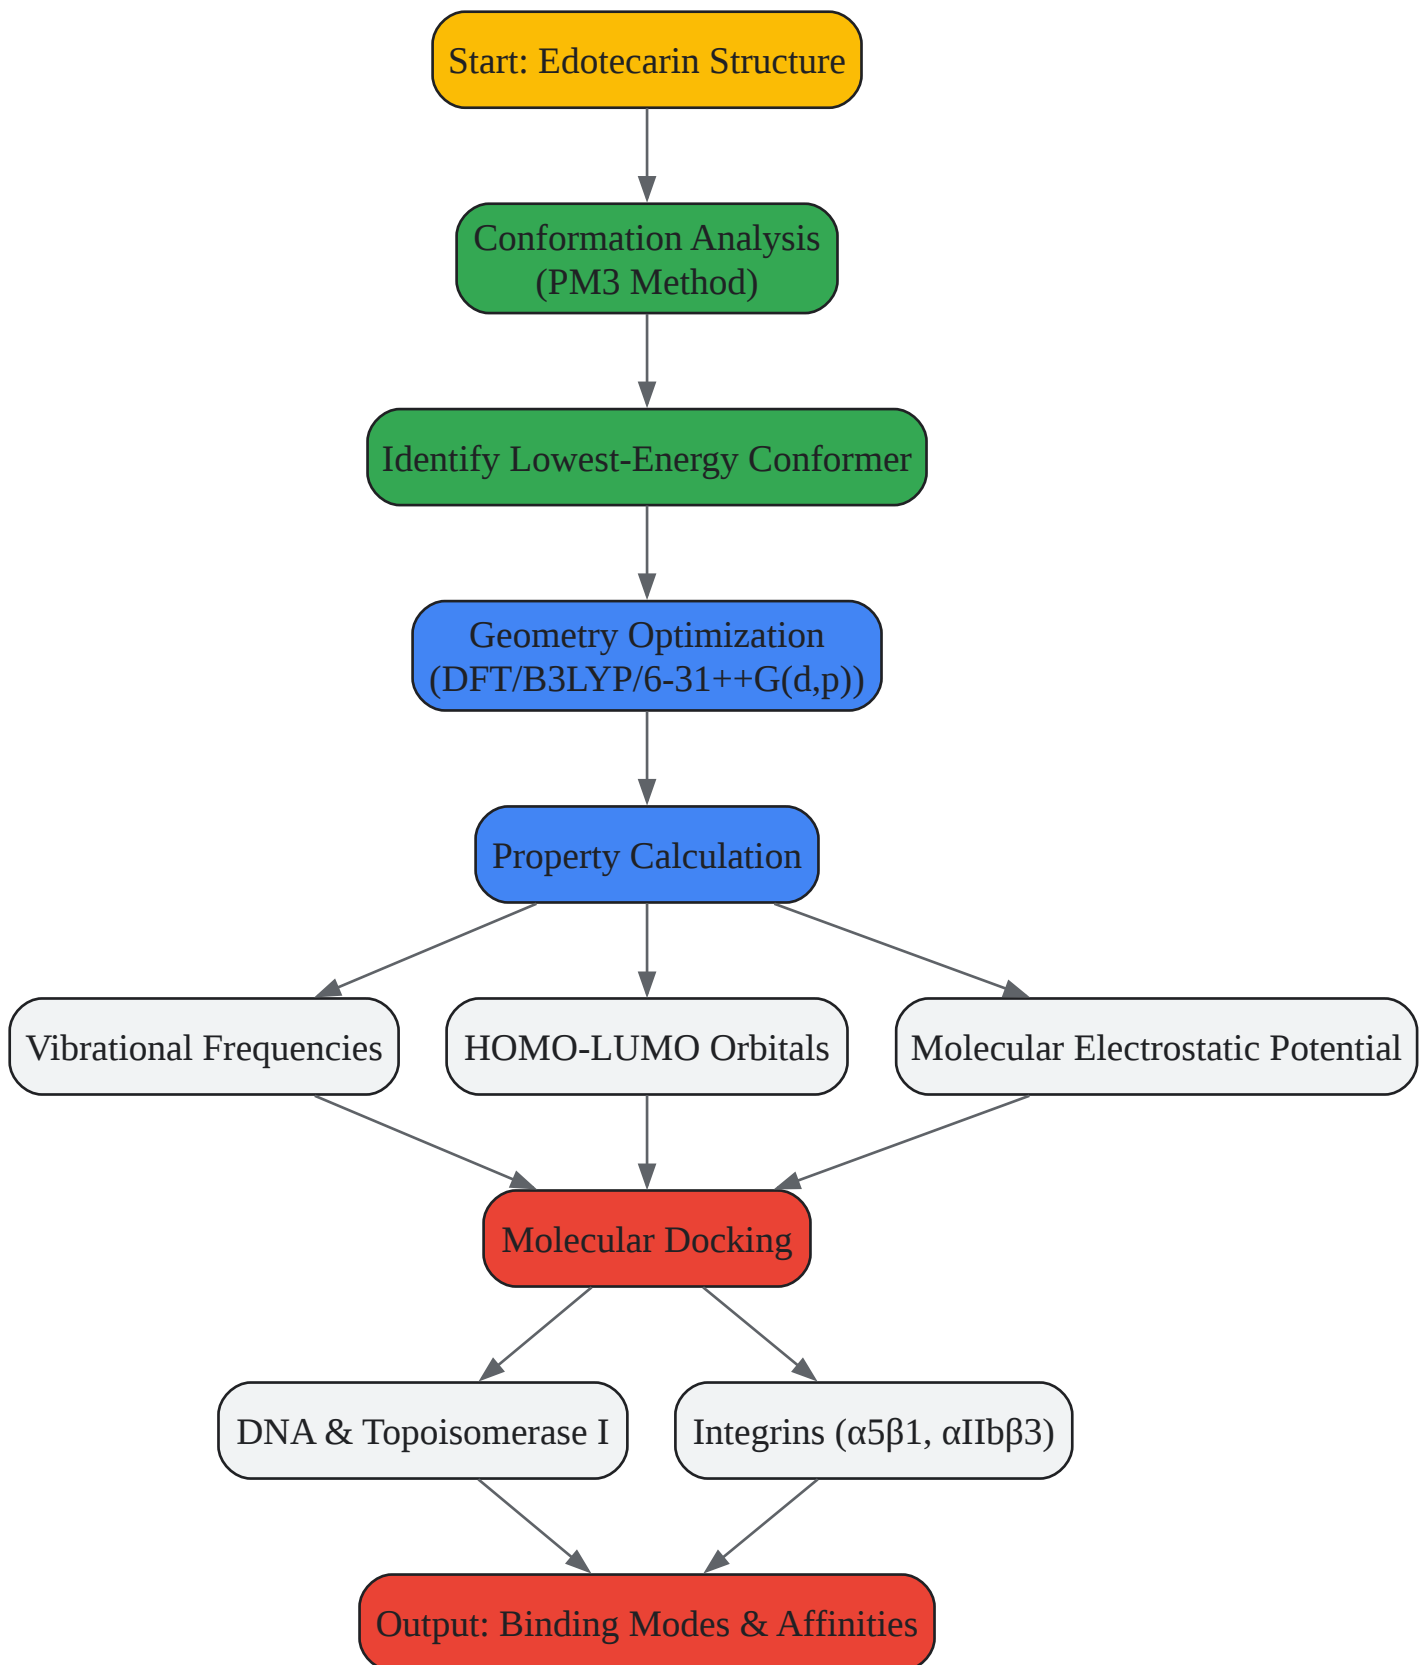 Start: Edotecarin Structure
Conformation Analysis
(PM3 Method)
Identify Lowest-Energy Conformer
Geometry Optimization
(DFT/B3LYP/6-31++G(d,p))
Property Calculation
Vibrational Frequencies
HOMO-LUMO Orbitals
Molecular Electrostatic Potential
Molecular Docking
DNA & Topoisomerase I
Integrins (α5β1, αIIbβ3)
Output: Binding Modes & Affinities